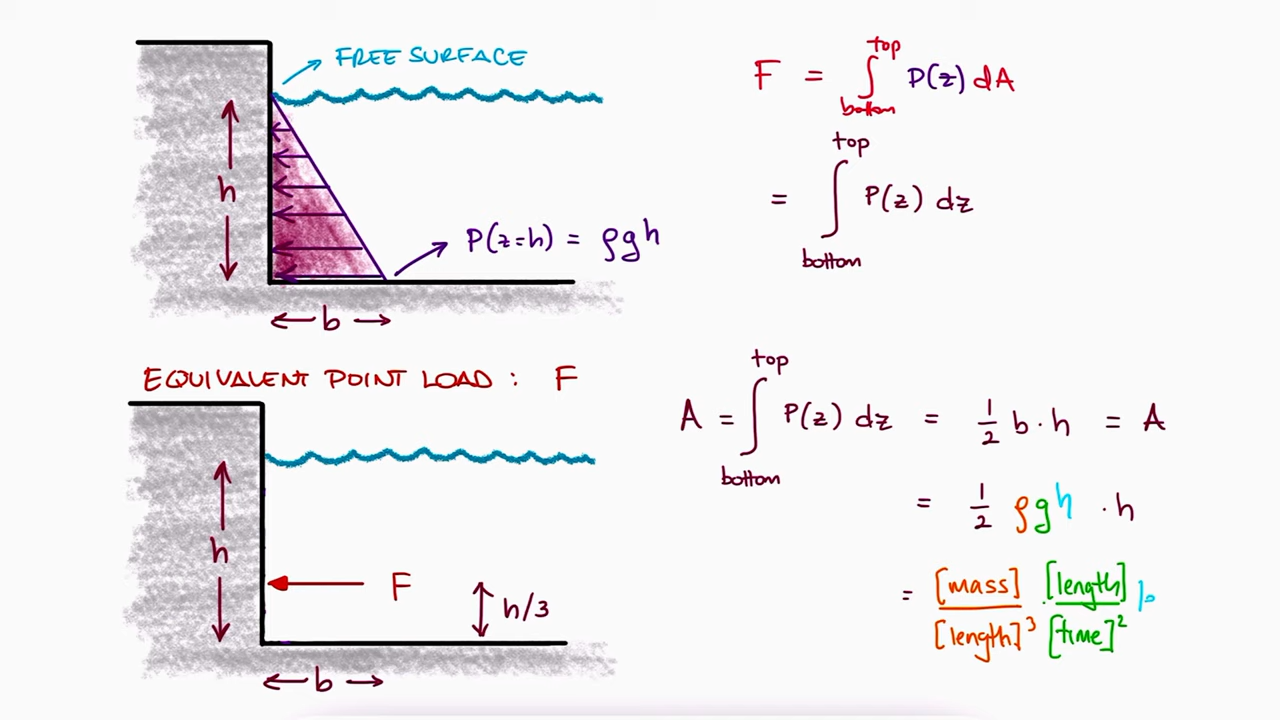 FREE SURFACE
h
P(z=h) = ρgh
b
EQUIVALENT POINT LOAD : F
h
F
h/3
b
top
F = ∫ P(z) dA
bottom
top
= ∫ P(z) dz
bottom
top
A = ∫ P(z) dz = 1/2 b · h = A
bottom
= 1/2 ρgh · h
= [mass]/[length]³ · [length]/[time]²